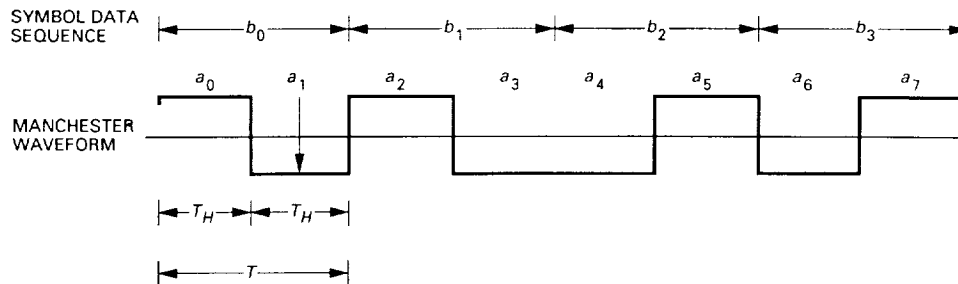 SYMBOL DATA
SEQUENCE
b0 b1 b2 b3
a0 a1 a2 a3 a4 a5 a6 a7
MANCHESTER
WAVEFORM
TH TH
T